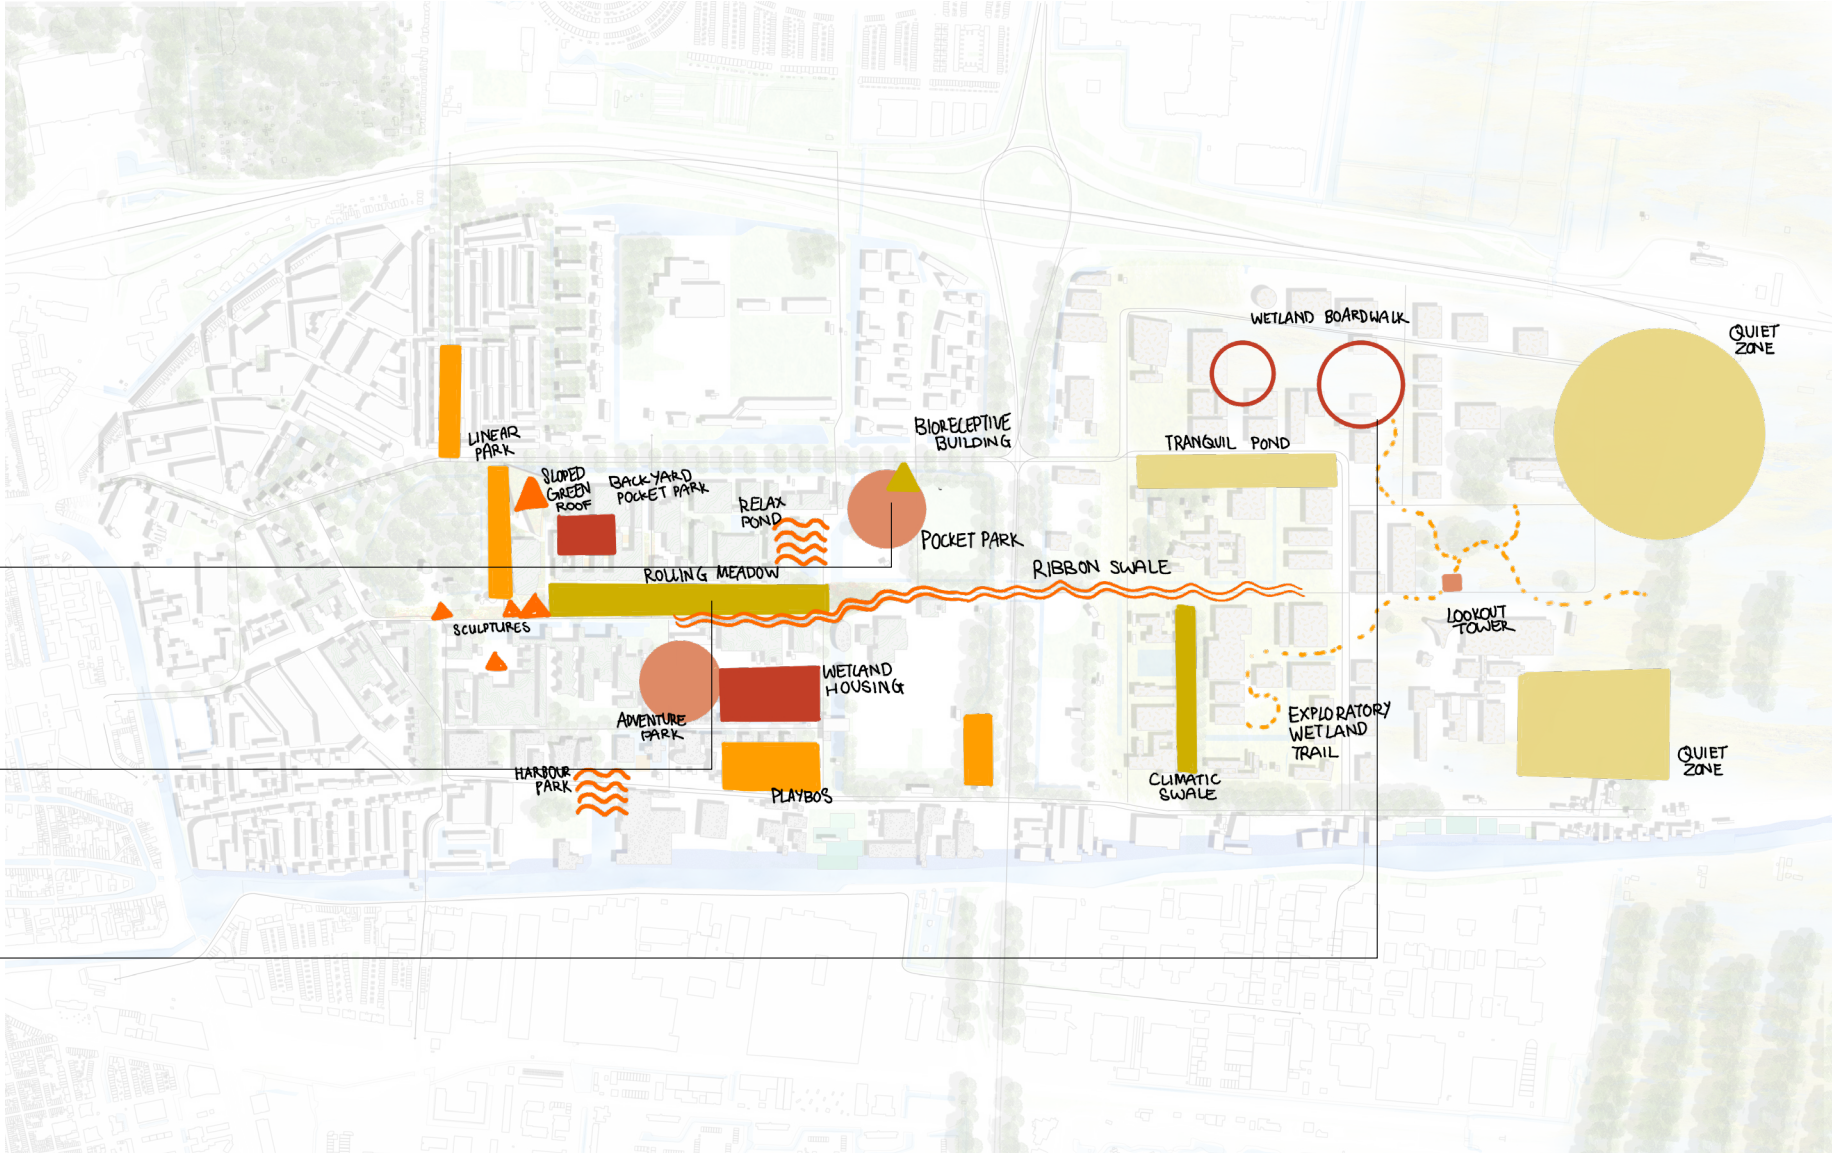 WETLAND BOARDWALK
QUIET
ZONE
LINEAR
PARK
BIORECEPTIVE
BUILDING
TRANQUIL POND
SLOPED
GREEN
ROOF
BACKYARD
POCKET PARK
RELAX
POND
POCKET PARK
ROLLING MEADOW
RIBBON SWALE
SCULPTURES
LOOKOUT
TOWER
WETLAND
HOUSING
ADVENTURE
PARK
EXPLORATORY
WETLAND
TRAIL
HARBOUR
PARK
PLAYBOS
CLIMATIC
SWALE
QUIET
ZONE